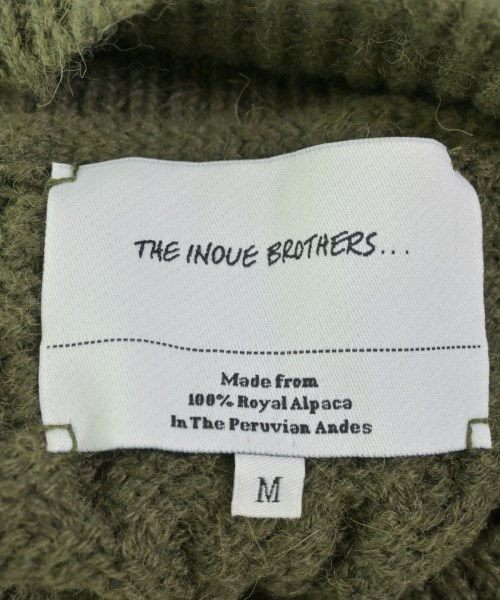 THE INOUE BROTHERS...
Made from
100% Royal Alpaca
In The Peruvian Andes
M